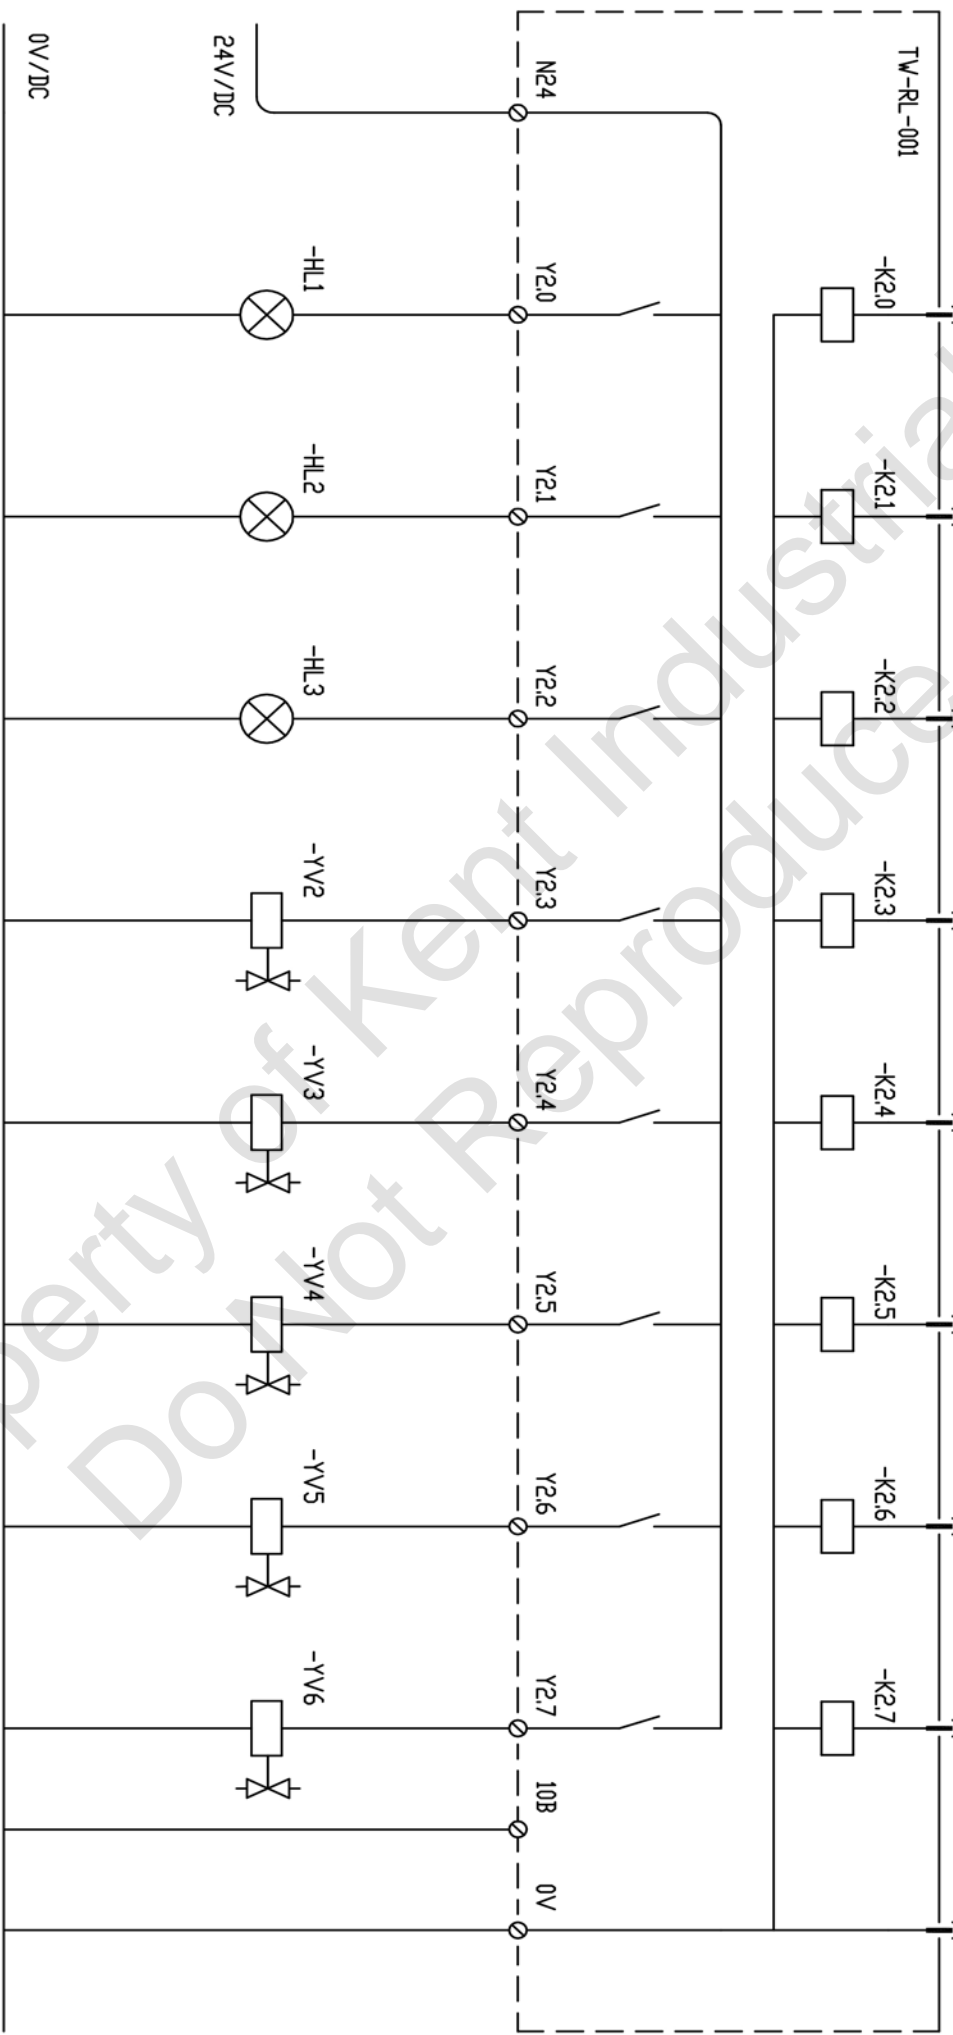 TW-RL-001
-K2.0
-K2.1
-K2.2
-K2.3
-K2.4
-K2.5
-K2.6
-K2.7
N24
Y2.0
Y2.1
Y2.2
Y2.3
Y2.4
Y2.5
Y2.6
Y2.7
10B
0V
-HL1
-HL2
-HL3
-YV2
-YV3
-YV4
-YV5
-YV6
24V/DC
0V/DC
perty of Kent Industrial
Do Not Reproduce